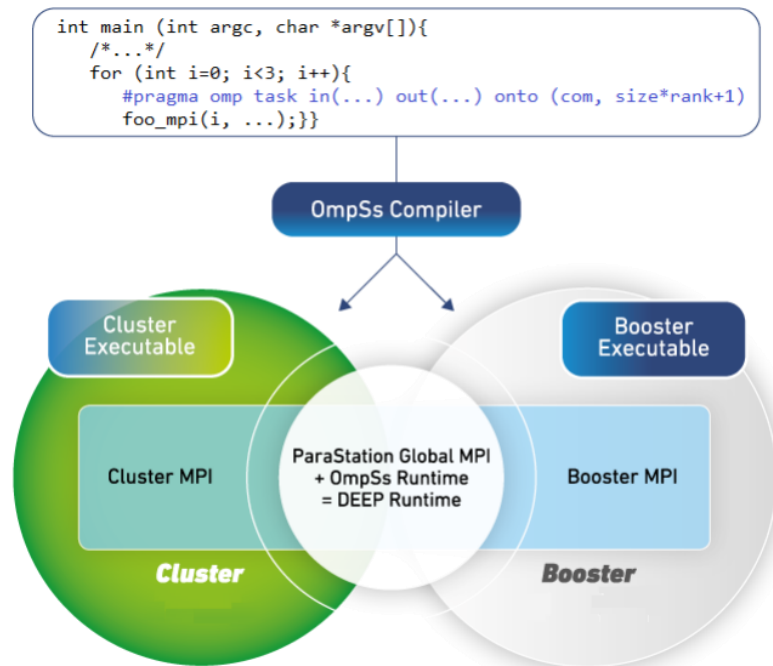 int main (int argc, char *argv[]){
/*...*/
for (int i=0; i<3; i++){
#pragma omp task in(...) out(...) onto (com, size*rank+1)
foo_mpi(i, ...);}}
OmpSs Compiler
Cluster
Executable
Booster
Executable
Cluster MPI
ParaStation Global MPI
+ OmpSs Runtime
= DEEP Runtime
Booster MPI
Cluster
Booster